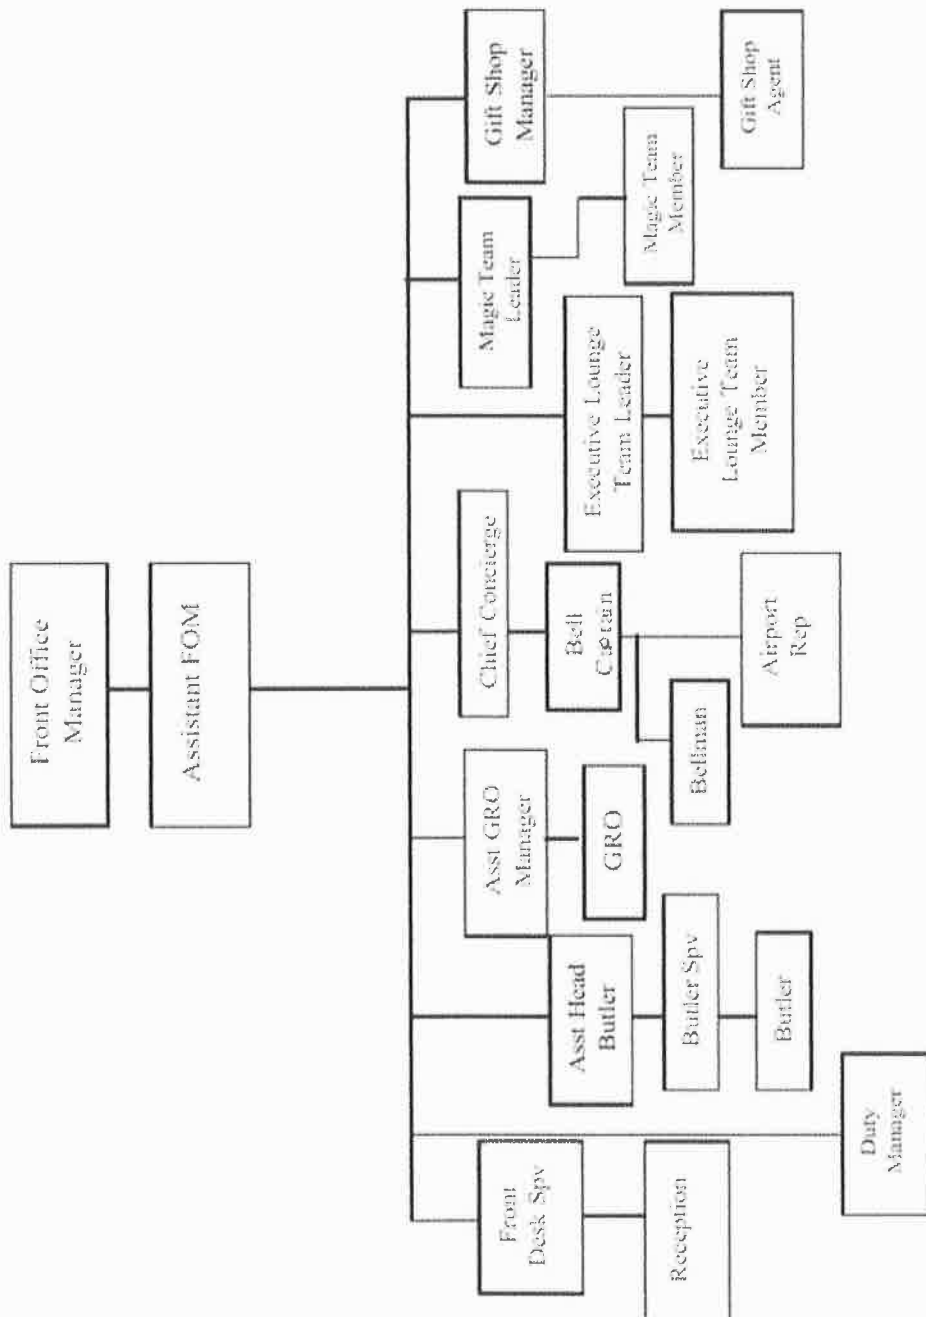 Front Office
Manager
Assistant FOM
Front
Desk Spv
Reception
Duty
Manager
Asst Head
Butler
Butler Spv
Butler
Asst GRO
Manager
GRO
Chief Concierge
Bell
Captain
Bellman
Airport
Rep
Executive Lounge
Team Leader
Executive
Lounge Team
Member
Magic Team
Leader
Magic Team
Member
Gift Shop
Manager
Gift Shop
Agent